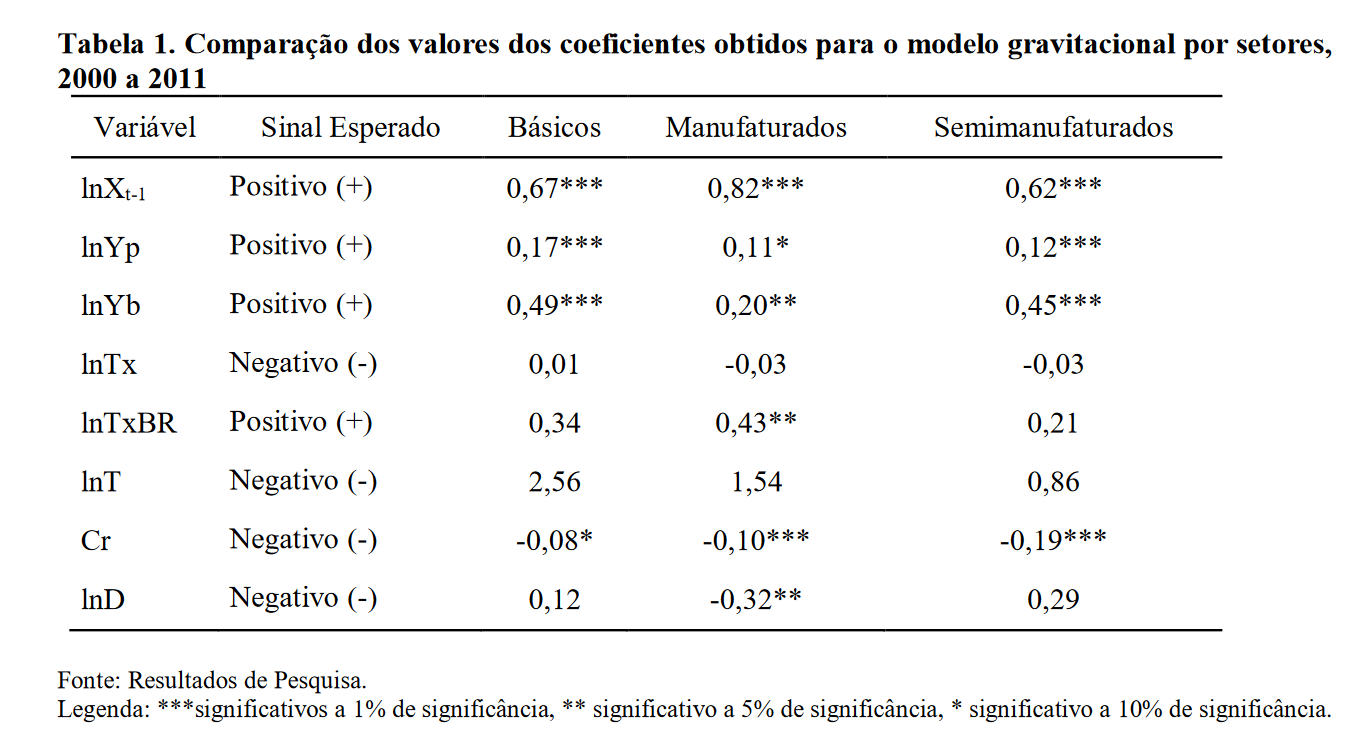 Tabela 1. Comparação dos valores dos coeficientes obtidos para o modelo gravitacional por setores,
2000 a 2011
Variável Sinal Esperado Básicos Manufaturados Semimanufaturados
lnXt-1 Positivo (+) 0,67*** 0,82*** 0,62***
lnYp Positivo (+) 0,17*** 0,11* 0,12***
lnYb Positivo (+) 0,49*** 0,20** 0,45***
lnTx Negativo (-) 0,01 -0,03 -0,03
lnTxBR Positivo (+) 0,34 0,43** 0,21
lnT Negativo (-) 2,56 1,54 0,86
Cr Negativo (-) -0,08* -0,10*** -0,19***
lnD Negativo (-) 0,12 -0,32** 0,29
Fonte: Resultados de Pesquisa.
Legenda: ***significativos a 1% de significância, ** significativo a 5% de significância, * significativo a 10% de significância.